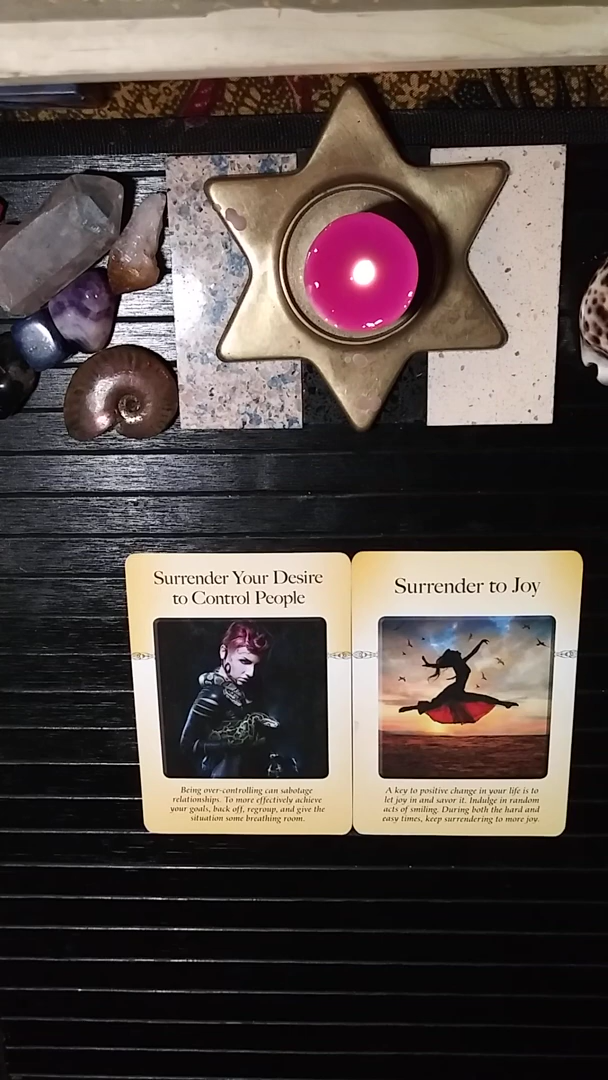 Surrender Your Desire
to Control People
Being over-controlling can sabotage
relationships. To more effectively achieve
your goals, back off, regroup, and give the
situation some breathing room.
Surrender to Joy
A key to positive change in your life is to
let joy in and savor it. Indulge in random
acts of smiling. During both the hard and
easy times, keep surrendering to more joy.